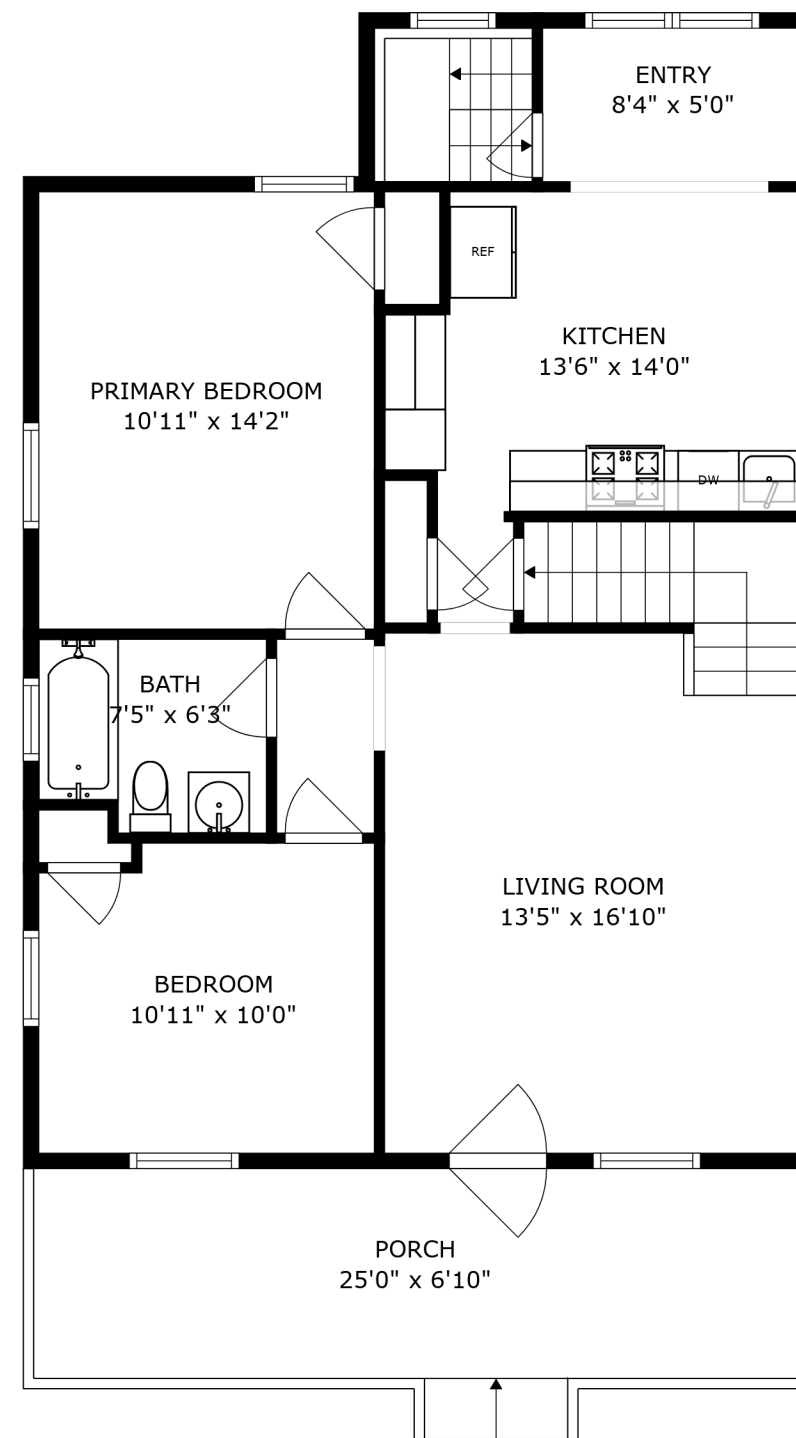 ENTRY
8'4" x 5'0"
REF
KITCHEN
13'6" x 14'0"
PRIMARY BEDROOM
10'11" x 14'2"
DW
BATH
7'5" x 6'3"
LIVING ROOM
13'5" x 16'10"
BEDROOM
10'11" x 10'0"
PORCH
25'0" x 6'10"